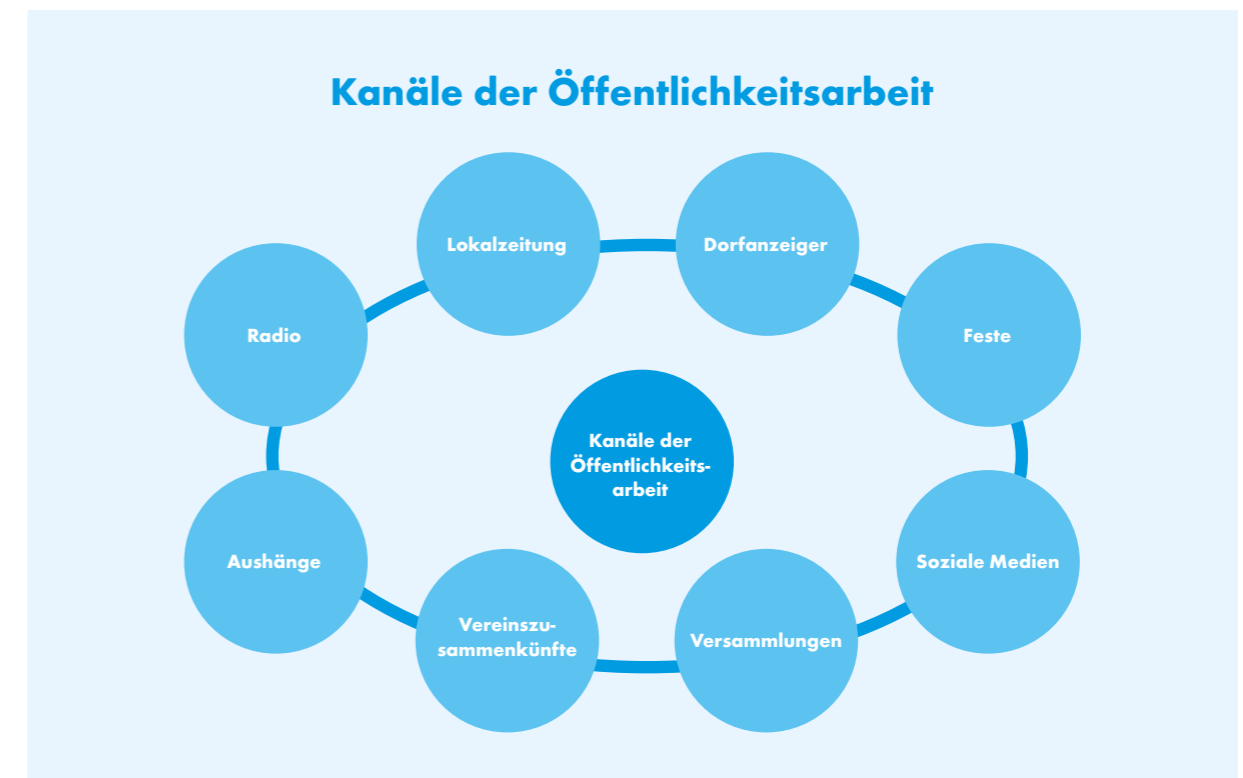 Kanäle der Öffentlichkeitsarbeit
Lokalzeitung
Dorfanzeiger
Radio
Feste
Kanäle der
Öffentlichkeits-
arbeit
Aushänge
Soziale Medien
Vereinszu-
sammenkünfte
Versammlungen